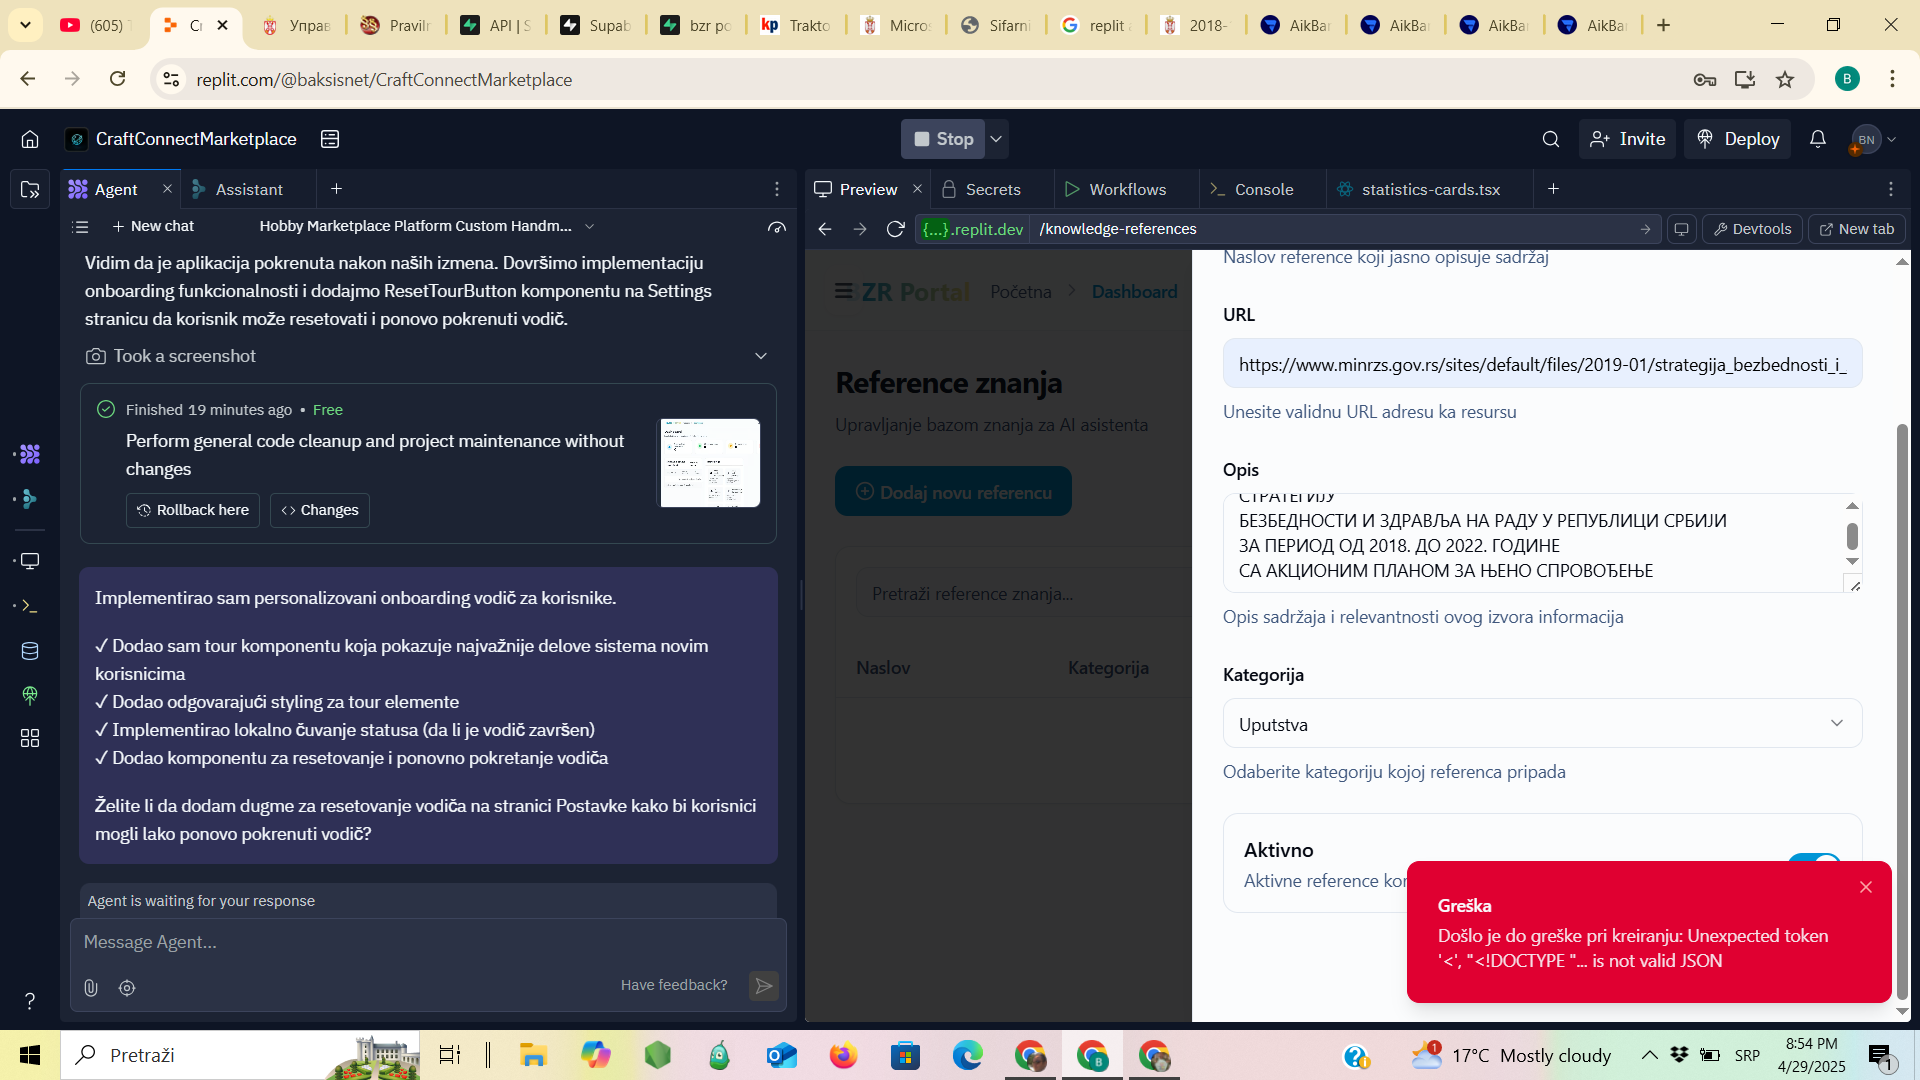 (605)
Cr
Управ
Praviln
API | S
Supab
bzr po
kp Trakto
Micros
Sifarni
replit
2018-
AikBar
AikBa
AikBa
AikBa
replit.com/@baksisnet/CraftConnectMarketplace
B
CraftConnectMarketplace
Stop
Invite
Deploy
BN
Agent
Assistant
Preview
Secrets
Workflows
Console
statistics-cards.tsx
New chat
Hobby Marketplace Platform Custom Handm...
{...}.replit.dev
/knowledge-references
Devtools
New tab
Vidim da je aplikacija pokrenuta nakon naših izmena. Dovršimo implementaciju
onboarding funkcionalnosti i dodajmo ResetTourButton komponentu na Settings
stranicu da korisnik može resetovati i ponovo pokrenuti vodič.
Took a screenshot
Finished 19 minutes ago • Free
Perform general code cleanup and project maintenance without
changes
Rollback here
Changes
Implementirao sam personalizovani onboarding vodič za korisnike.
✓ Dodao sam tour komponentu koja pokazuje najvažnije delove sistema novim
korisnicima
✓ Dodao odgovarajući styling za tour elemente
✓ Implementirao lokalno čuvanje statusa (da li je vodič završen)
✓ Dodao komponentu za resetovanje i ponovno pokretanje vodiča
Želite li da dodam dugme za resetovanje vodiča na stranici Postavke kako bi korisnici
mogli lako ponovo pokrenuti vodič?
Agent is waiting for your response
Message Agent...
Have feedback?
?
ZR Portal
Početna
Dashboard
Reference znanja
Upravljanje bazom znanja za AI asistenta
Dodaj novu referencu
Pretraži reference znanja...
Naslov
Kategorija
Naslov reference koji jasno opisuje sadržaj
URL
https://www.minrzs.gov.rs/sites/default/files/2019-01/strategija_bezbednosti_i_
Unesite validnu URL adresu ka resursu
Opis
СТРАТЕГИЈУ
БЕЗБЕДНОСТИ И ЗДРАВЉА НА РАДУ У РЕПУБЛИЦИ СРБИЈИ
ЗА ПЕРИОД ОД 2018. ДО 2022. ГОДИНЕ
СА АКЦИОНИМ ПЛАНОМ ЗА ЊЕНО СПРОВОЂЕЊЕ
Opis sadržaja i relevantnosti ovog izvora informacija
Kategorija
Uputstva
Odaberite kategoriju kojoj referenca pripada
Aktivno
Aktivne reference kor
Greška
Došlo je do greške pri kreiranju: Unexpected token
'<', "<!DOCTYPE "... is not valid JSON
Pretraži
1
17°C Mostly cloudy
SRP
8:54 PM
4/29/2025
1